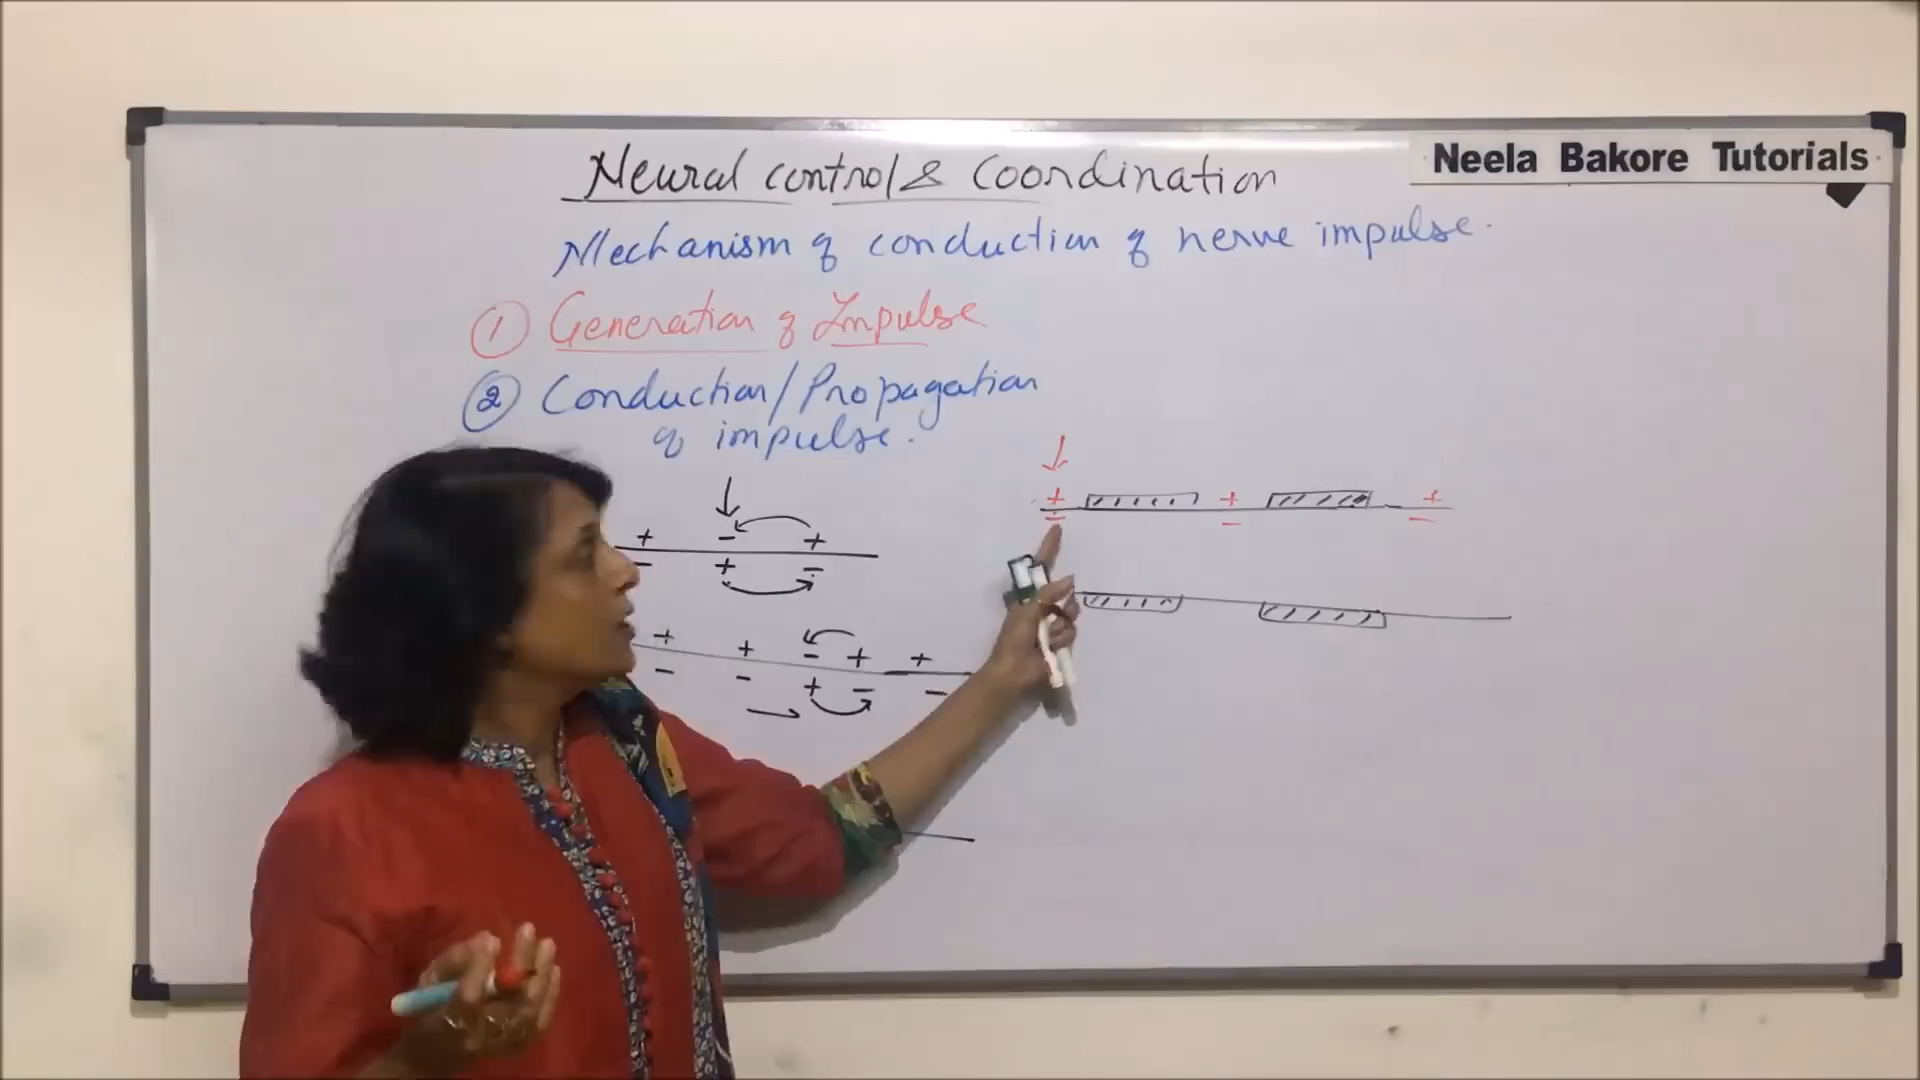 Neela Bakore Tutorials
Neural control & Coordination
Mechanism of conduction of nerve impulse.
① Generation of Impulse
② Conduction/Propagation
of impulse.
+ - +
- + -
+ + - + +
- - + - -
+ + +
- - -